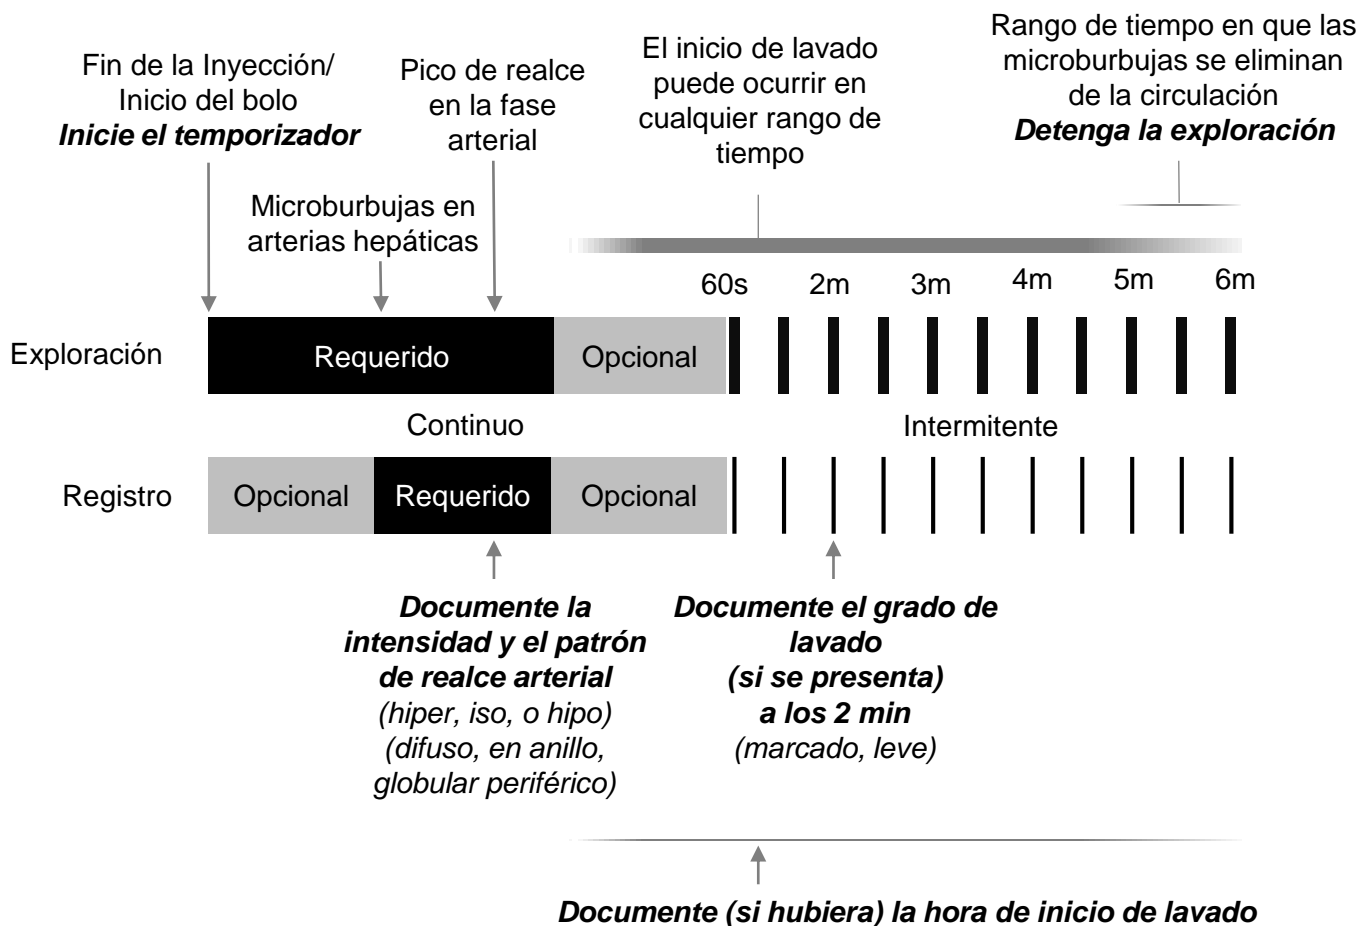 Fin de la Inyección/
Inicio del bolo
Inicie el temporizador
Pico de realce
en la fase
arterial
El inicio de lavado
puede ocurrir en
cualquier rango de
tiempo
Rango de tiempo en que las
microburbujas se eliminan
de la circulación
Detenga la exploración
Microburbujas en
arterias hepáticas
60s 2m 3m 4m 5m 6m
Exploración Requerido Opcional
Continuo Intermitente
Registro Opcional Requerido Opcional
Documente la
intensidad y el patrón
de realce arterial
(hiper, iso, o hipo)
(difuso, en anillo,
globular periférico)
Documente el grado de
lavado
(si se presenta)
a los 2 min
(marcado, leve)
Documente (si hubiera) la hora de inicio de lavado